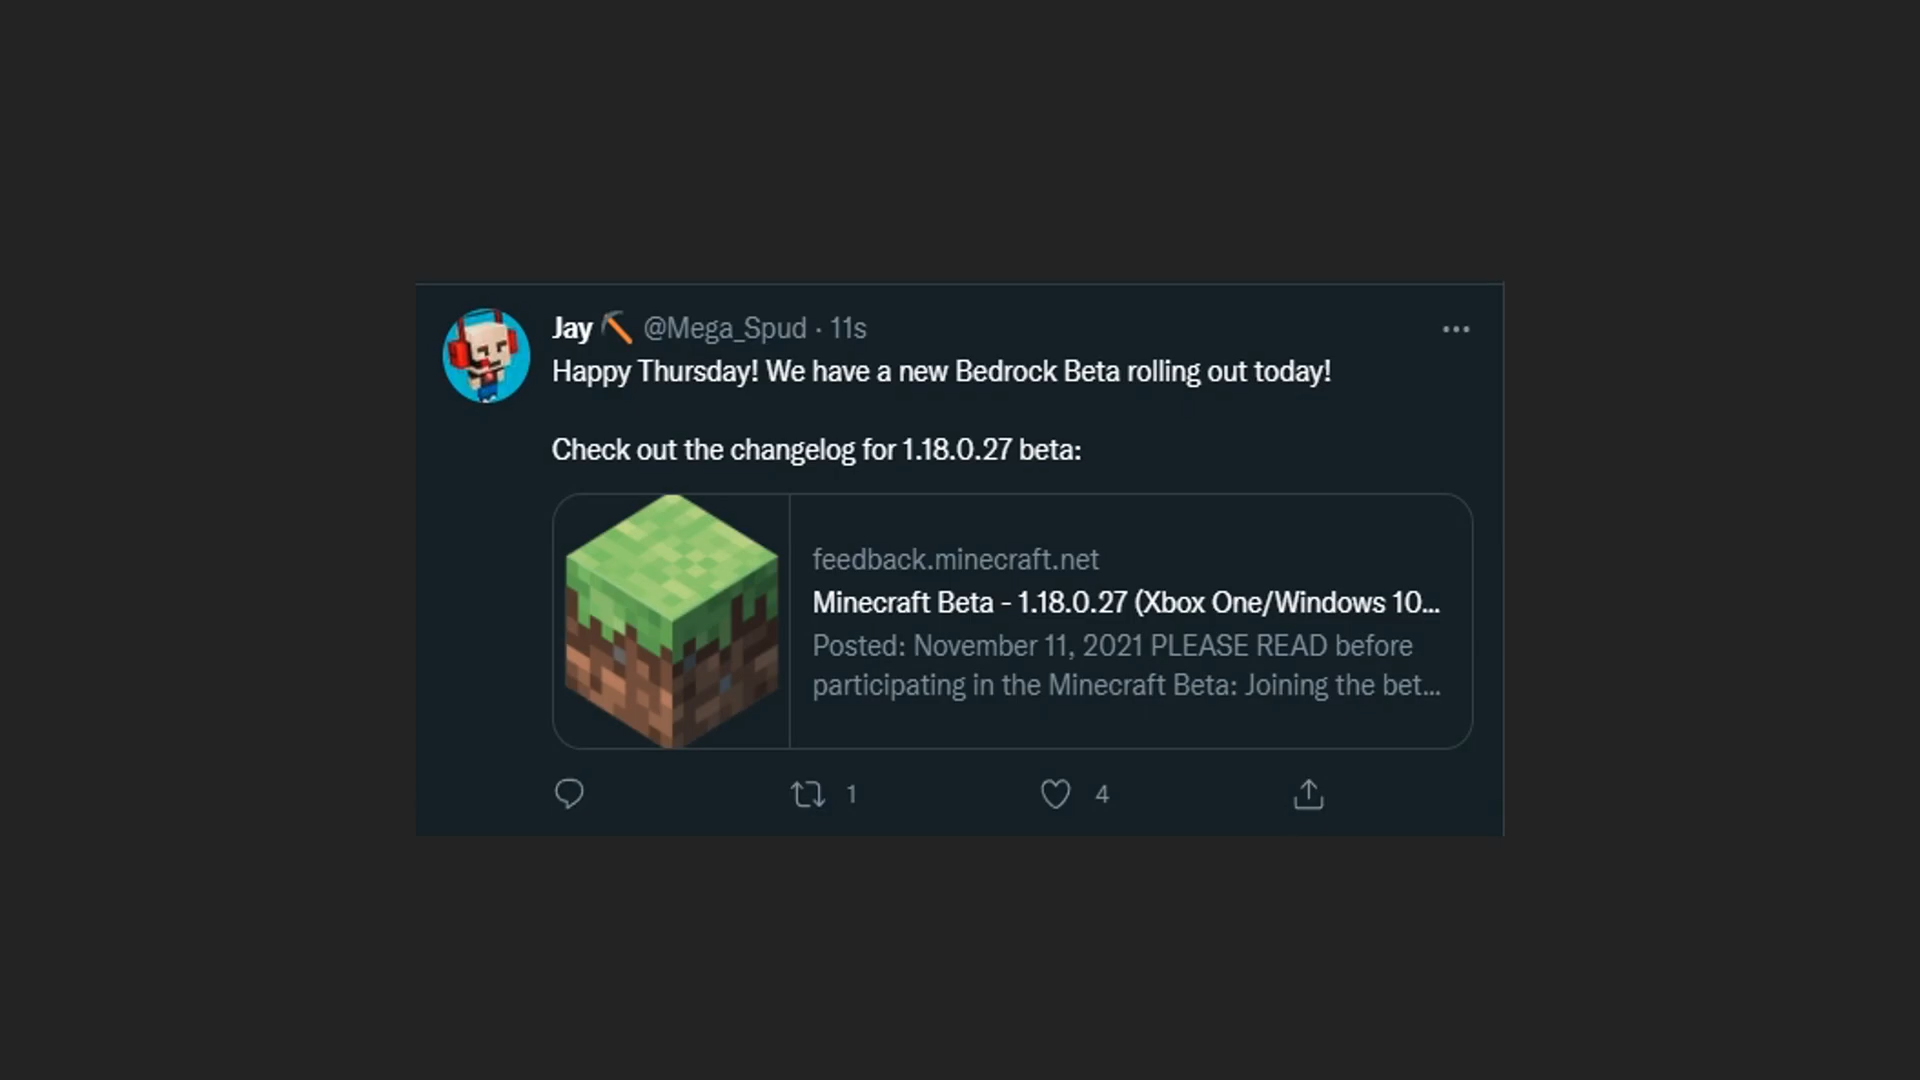 Jay @Mega_Spud · 11s
Happy Thursday! We have a new Bedrock Beta rolling out today!
Check out the changelog for 1.18.0.27 beta:
feedback.minecraft.net
Minecraft Beta - 1.18.0.27 (Xbox One/Windows 10...
Posted: November 11, 2021 PLEASE READ before
participating in the Minecraft Beta: Joining the bet...
1 4